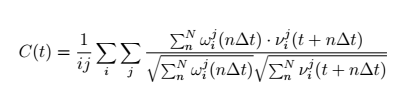 C(t) = \frac{1}{ij} \sum_{i} \sum_{j} \frac{\sum_{n}^{N} \omega_{i}^{j}(n\Delta t) \cdot \nu_{i}^{j}(t + n\Delta t)}{\sqrt{\sum_{n}^{N} \omega_{i}^{j}(n\Delta t)} \sqrt{\sum_{n}^{N} \nu_{i}^{j}(t + n\Delta t)}}